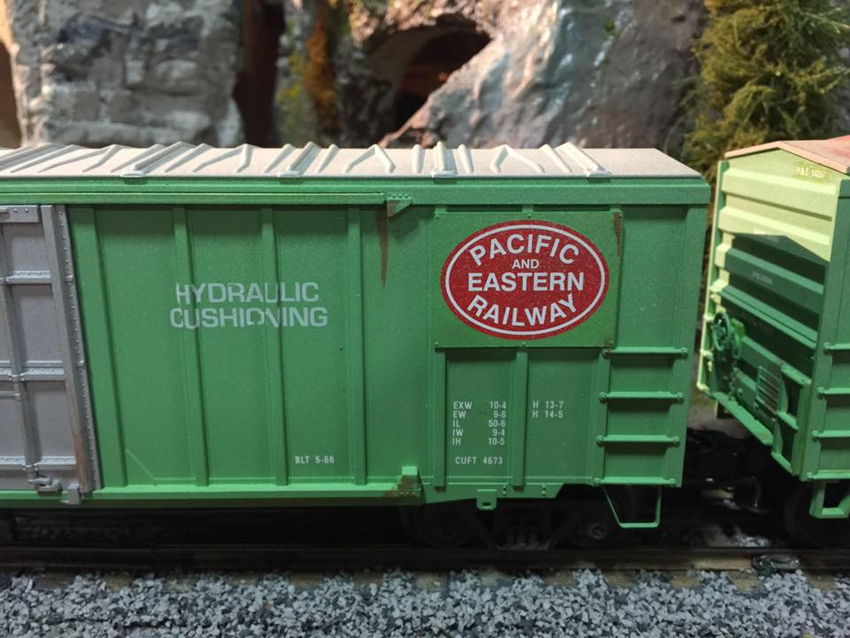 HYDRAULIC
CUSHIONING
PACIFIC
AND
EASTERN
RAILWAY
EXW 10-4 H 13-7
EW 9-6 H 14-5
IL 50-6
IW 9-4
IH 10-5
CUFT 4673
BLT 5-66